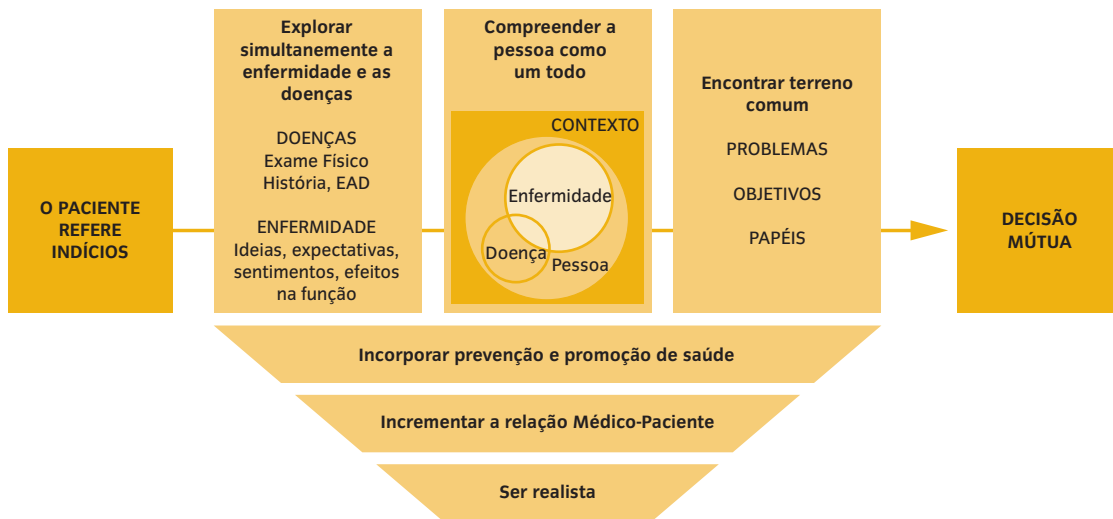 O PACIENTE
REFERE
INDÍCIOS
Explorar
simultanemente a
enfermidade e as
doenças
DOENÇAS
Exame Físico
História, EAD
ENFERMIDADE
Ideias, expectativas,
sentimentos, efeitos
na função
Compreender a
pessoa como
um todo
CONTEXTO
Enfermidade
Doença
Pessoa
Encontrar terreno
comum
PROBLEMAS
OBJETIVOS
PAPÉIS
DECISÃO
MÚTUA
Incorporar prevenção e promoção de saúde
Incrementar a relação Médico-Paciente
Ser realista